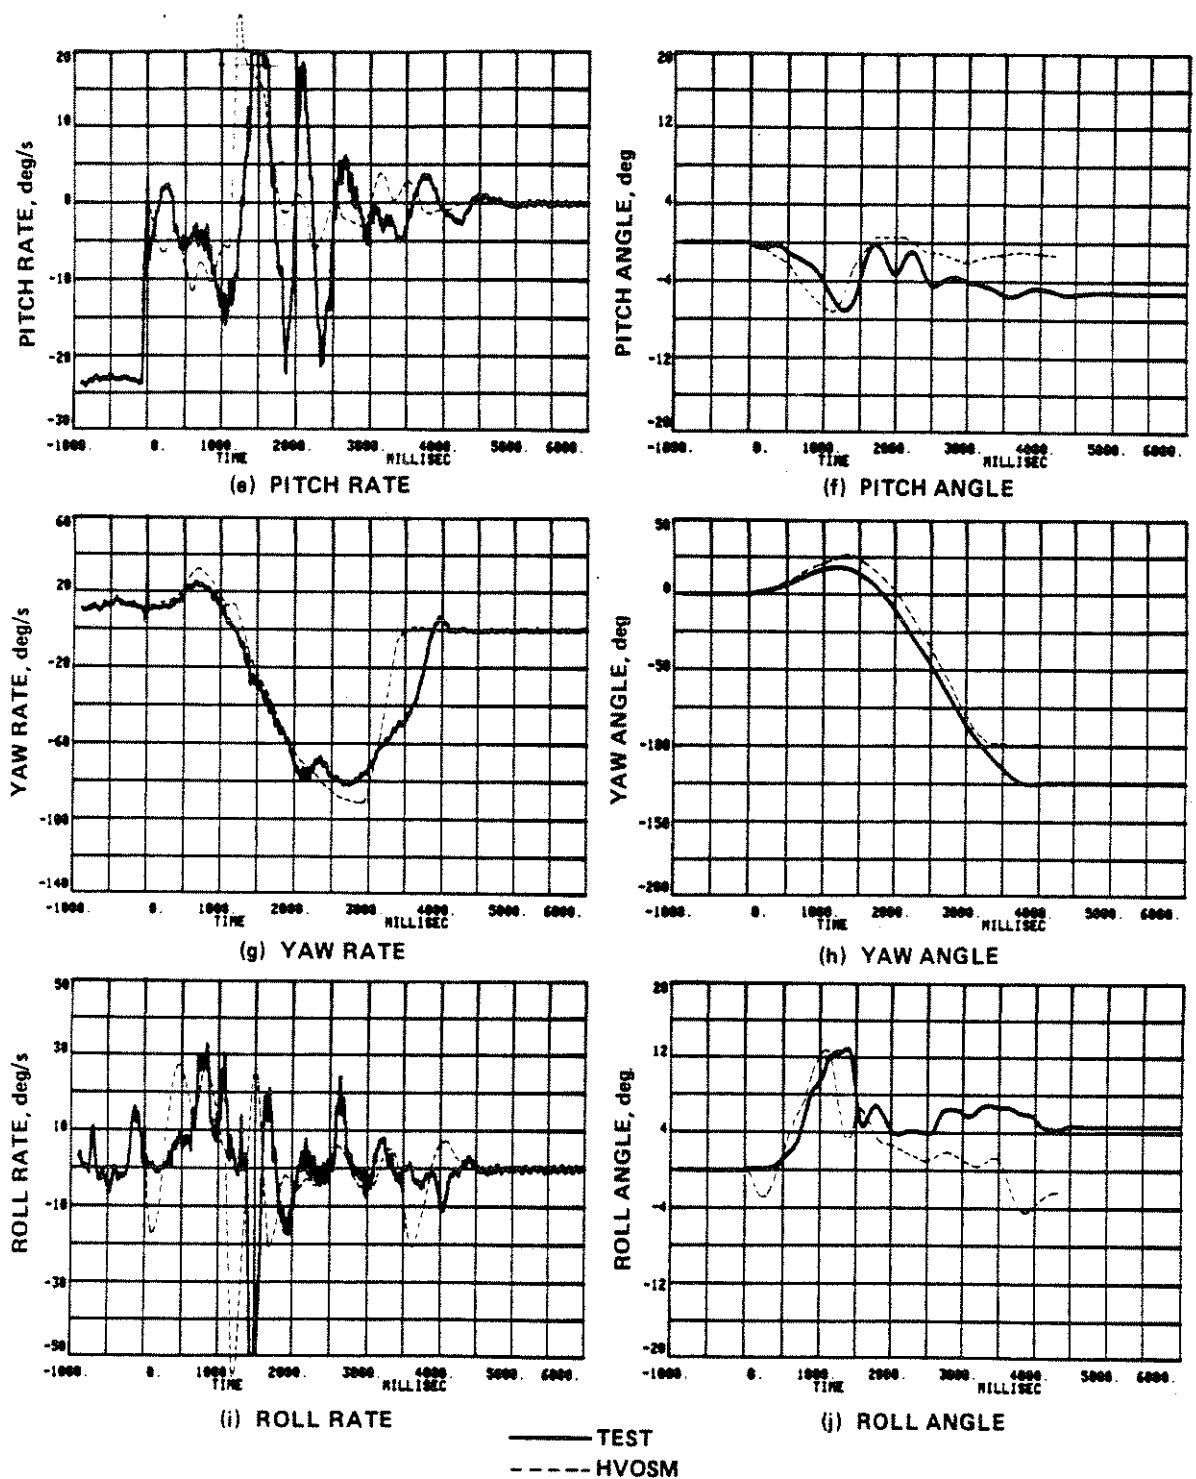 PITCH RATE, deg/s
20
10
0
-10
-20
-30
-1000. 0. 1000. 2000. 3000. 4000. 5000. 6000.
TIME MILLISEC
(e) PITCH RATE
PITCH ANGLE, deg
20
12
4
-4
-12
-20
-1000. 0. 1000. 2000. 3000. 4000. 5000. 6000.
TIME MILLISEC
(f) PITCH ANGLE
YAW RATE, deg/s
60
20
-20
-60
-100
-140
-1000. 0. 1000. 2000. 3000. 4000. 5000. 6000.
TIME MILLISEC
(g) YAW RATE
YAW ANGLE, deg
50
0
-50
-100
-150
-200
-1000. 0. 1000. 2000. 3000. 4000. 5000. 6000.
TIME MILLISEC
(h) YAW ANGLE
ROLL RATE, deg/s
50
30
10
-10
-30
-50
-1000. 0. 1000. 2000. 3000. 4000. 5000. 6000.
TIME MILLISEC
(i) ROLL RATE
ROLL ANGLE, deg.
20
12
4
-4
-12
-20
-1000. 0. 1000. 2000. 3000. 4000. 5000. 6000.
TIME MILLISEC
(j) ROLL ANGLE
TEST
HVOSM